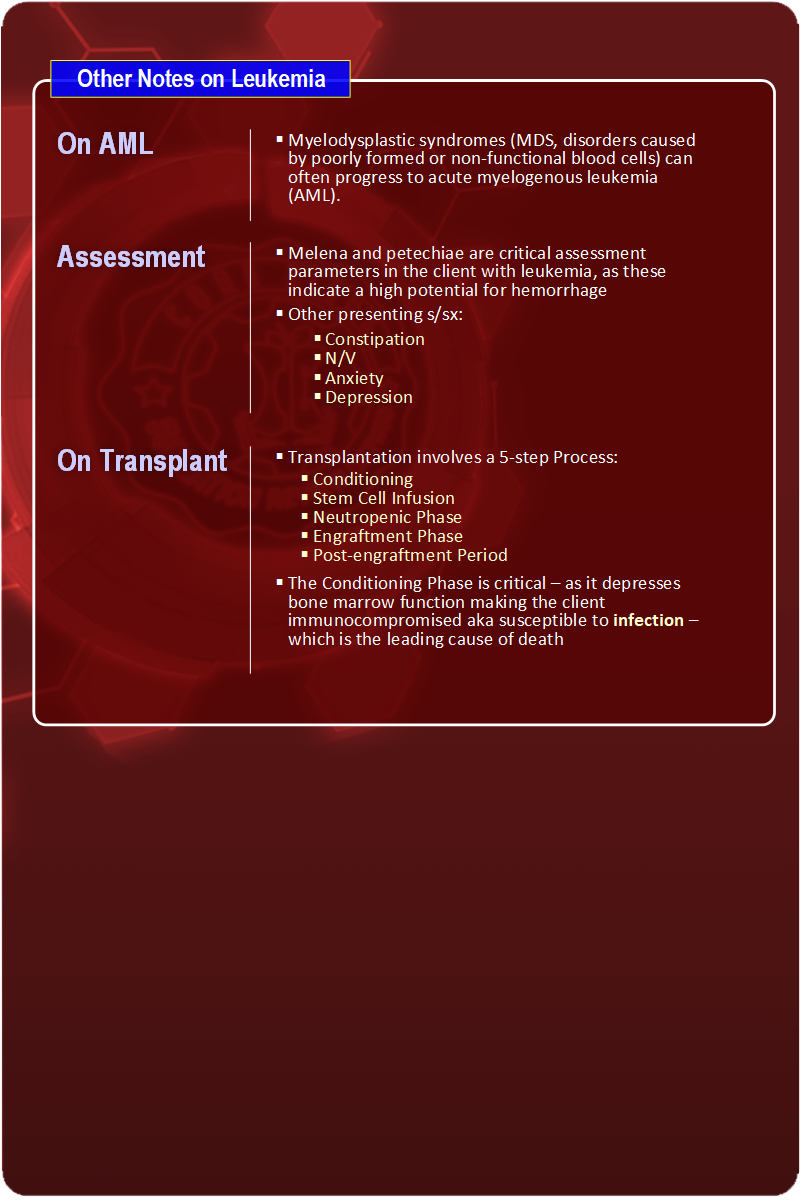 Other Notes on Leukemia
On AML
▪ Myelodysplastic syndromes (MDS, disorders caused
by poorly formed or non-functional blood cells) can
often progress to acute myelogenous leukemia
(AML).
Assessment
▪ Melena and petechiae are critical assessment
parameters in the client with leukemia, as these
indicate a high potential for hemorrhage
▪ Other presenting s/sx:
▪ Constipation
▪ N/V
▪ Anxiety
▪ Depression
On Transplant
▪ Transplantation involves a 5-step Process:
▪ Conditioning
▪ Stem Cell Infusion
▪ Neutropenic Phase
▪ Engraftment Phase
▪ Post-engraftment Period
▪ The Conditioning Phase is critical – as it depresses
bone marrow function making the client
immunocompromised aka susceptible to infection –
which is the leading cause of death